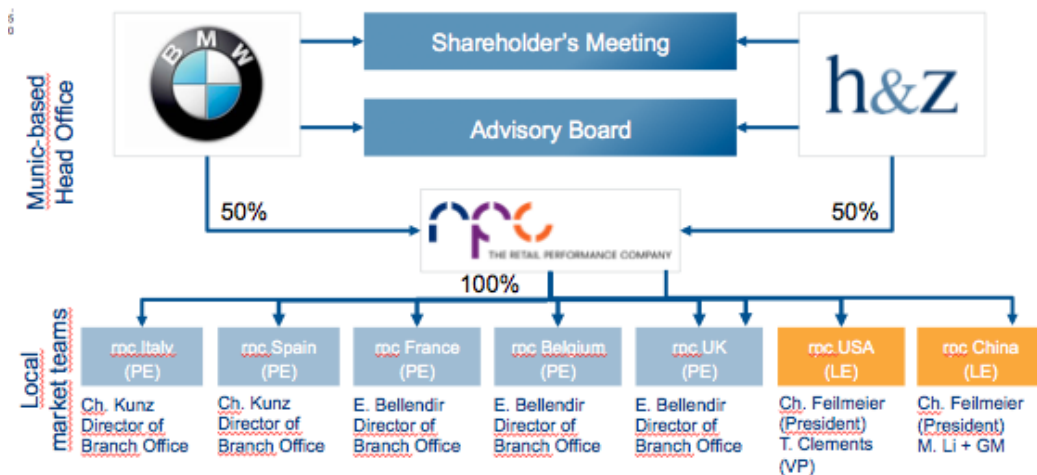 BMW
Shareholder's Meeting
h&z
Advisory Board
Munic-based
Head Office
50%
50%
rpc
THE RETAIL PERFORMANCE COMPANY
100%
Local
market teams
rpc Italy
(PE)
rpc Spain
(PE)
rpc France
(PE)
rpc Belgium
(PE)
rpc UK
(PE)
rpc USA
(LE)
rpc China
(LE)
Ch. Kunz
Director of
Branch Office
Ch. Kunz
Director of
Branch Office
E. Bellendir
Director of
Branch Office
E. Bellendir
Director of
Branch Office
E. Bellendir
Director of
Branch Office
Ch. Feilmeier
(President)
T. Clements
(VP)
Ch. Feilmeier
(President)
M. Li + GM